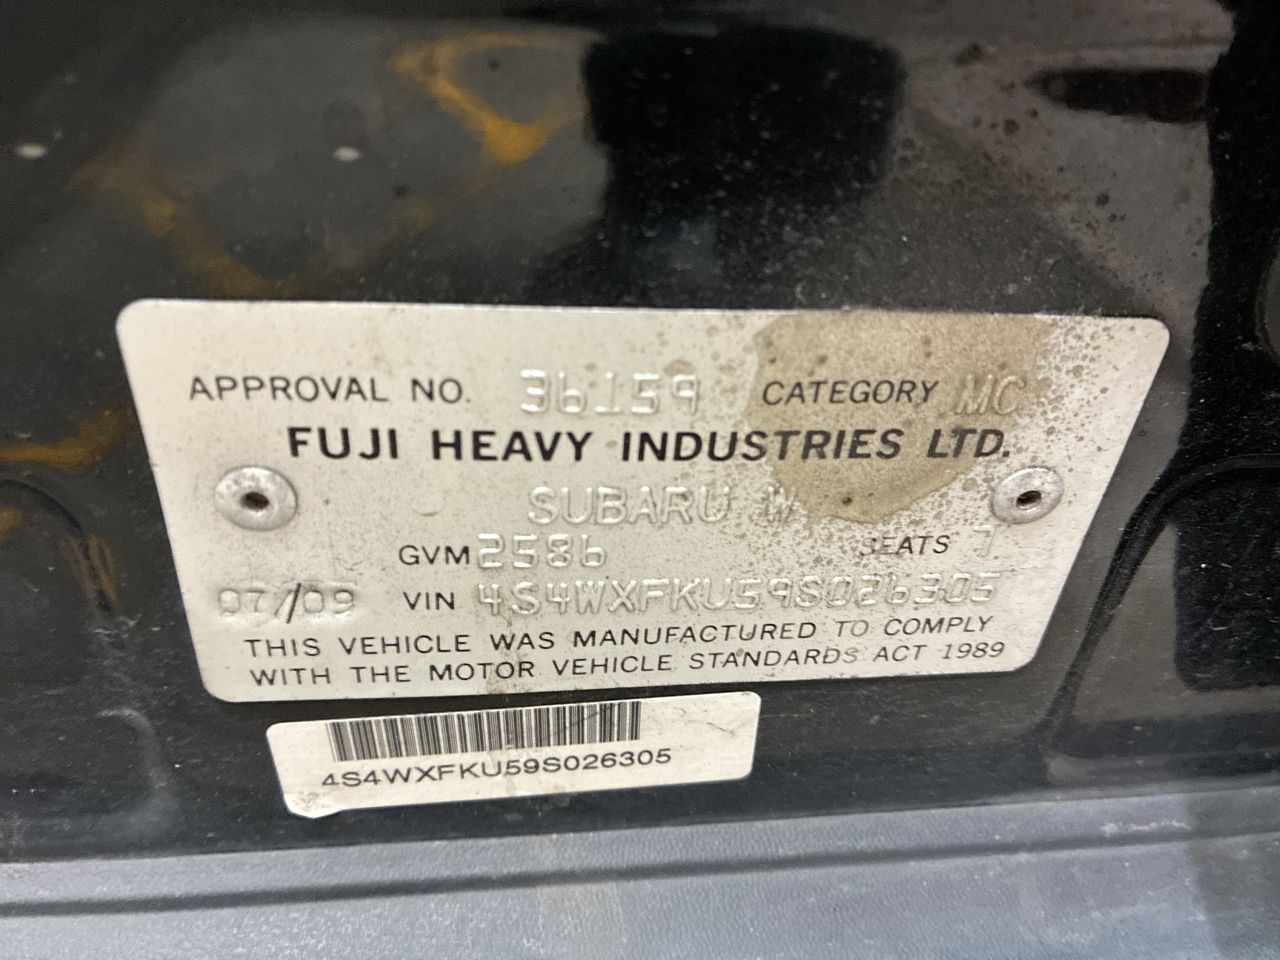 APPROVAL NO. 36159 CATEGORY MC
FUJI HEAVY INDUSTRIES LTD.
SUBARU W
GVM 2586 SEATS 7
07/09 VIN 4S4WXFKU59S026305
THIS VEHICLE WAS MANUFACTURED TO COMPLY
WITH THE MOTOR VEHICLE STANDARDS ACT 1989
4S4WXFKU59S026305